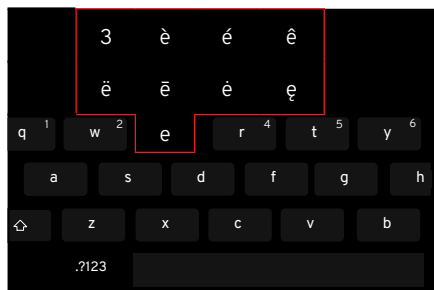 3 è é ê
ë ē ė ę
q 1 w 2 e r 4 t 5 y 6
a s d f g h
z x c v b
.?123